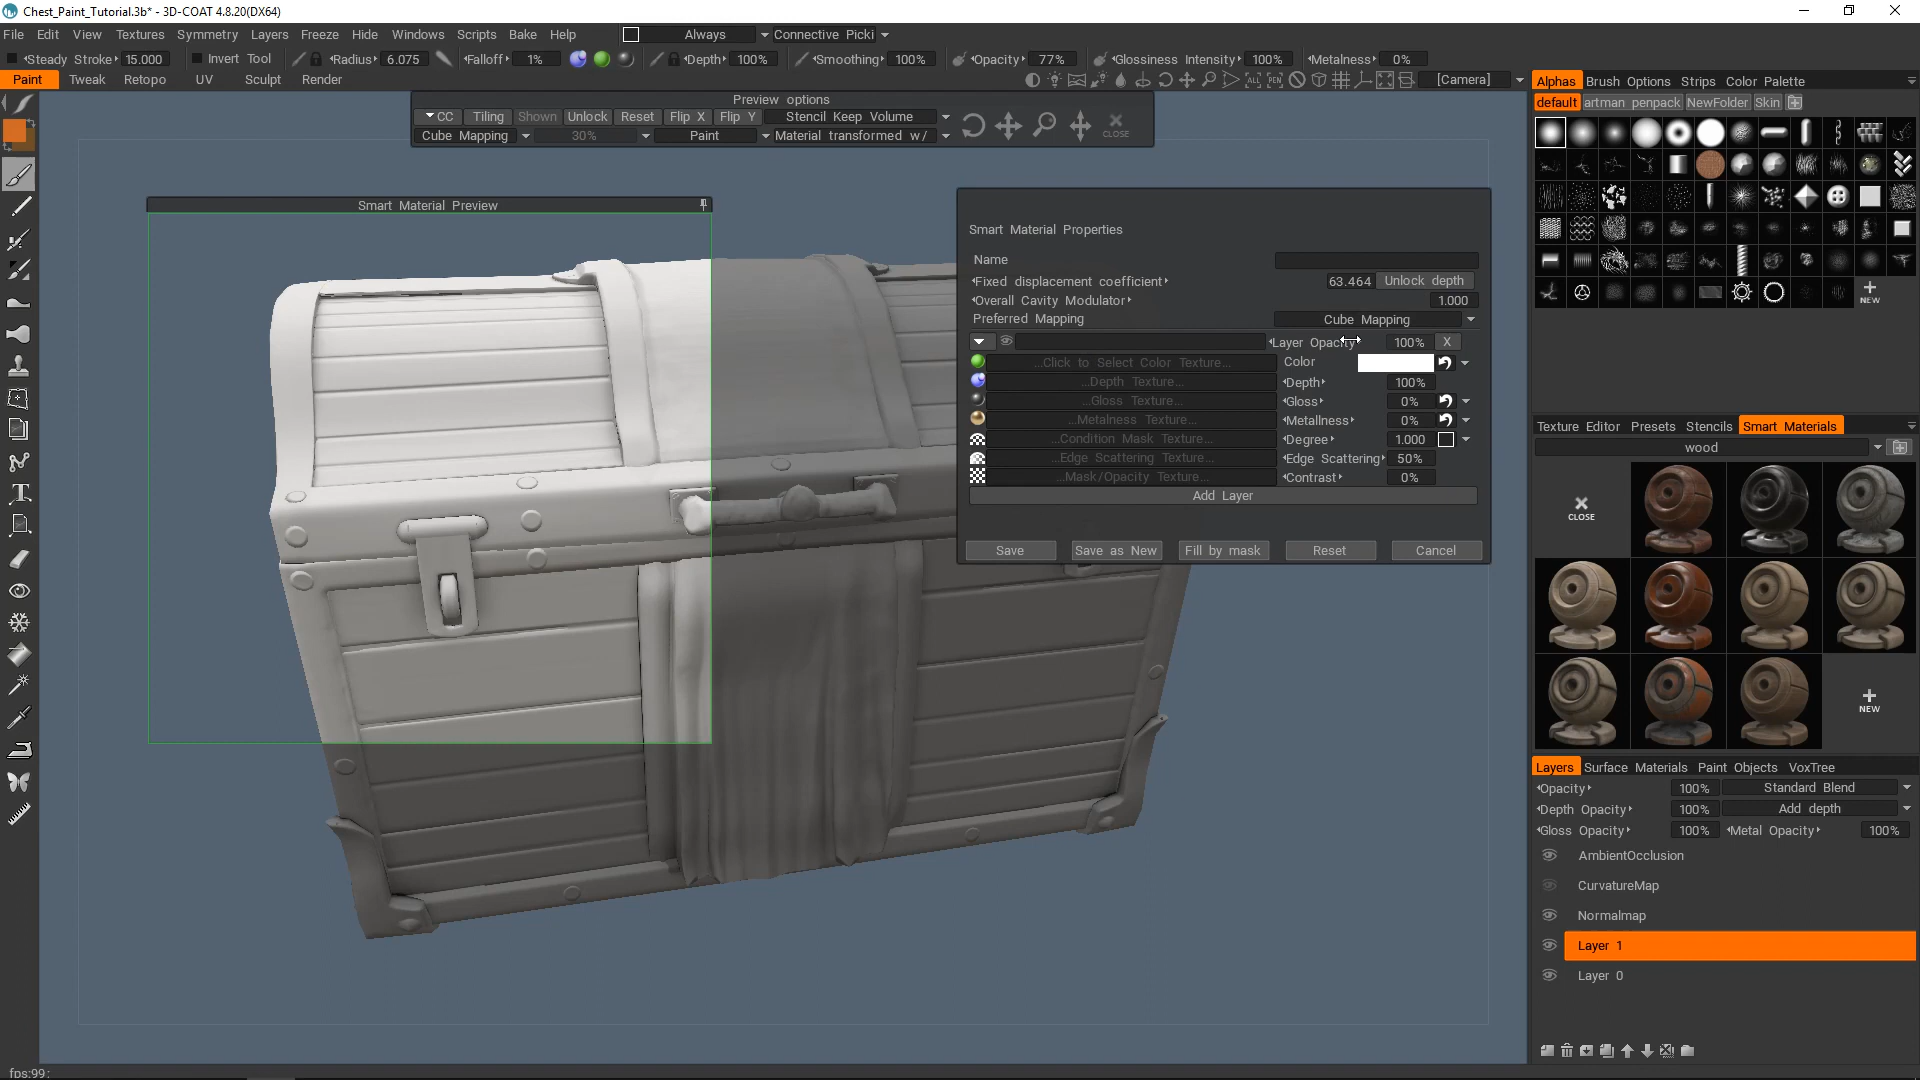 Chest_Paint_Tutorial.3b* - 3D-COAT 4.8.20(DX64)
File Edit View Textures Symmetry Layers Freeze Hide Windows Scripts Bake Help Always Connective Picki
Steady Stroke 15.000 Invert Tool Radius 6.075 Falloff 1% Depth 100% Smoothing 100% Opacity 77% Glossiness Intensity 100% Metalness 0%
Paint Tweak Retopo UV Sculpt Render ALL PEN [Camera]
Alphas Brush Options Strips Color Palette
default artman penpack NewFolder Skin
NEW
Preview options
CC Tiling Shown Unlock Reset Flip X Flip Y Stencil Keep Volume
Cube Mapping 30% Paint Material transformed w/ CLOSE
Smart Material Preview
Smart Material Properties
Name
Fixed displacement coefficient 63.464 Unlock depth
Overall Cavity Modulator 1.000
Preferred Mapping Cube Mapping
Layer Opacity 100% X
...Click to Select Color Texture... Color
...Depth Texture... Depth 100%
...Gloss Texture... Gloss 0%
...Metalness Texture... Metallness 0%
...Condition Mask Texture... Degree 1.000
...Edge Scattering Texture... Edge Scattering 50%
...Mask/Opacity Texture... Contrast 0%
Add Layer
Save Save as New Fill by mask Reset Cancel
Texture Editor Presets Stencils Smart Materials
wood
CLOSE
NEW
Layers Surface Materials Paint Objects VoxTree
Opacity 100% Standard Blend
Depth Opacity 100% Add depth
Gloss Opacity 100% Metal Opacity 100%
AmbientOcclusion
CurvatureMap
Normalmap
Layer 1
Layer 0
fps:99: